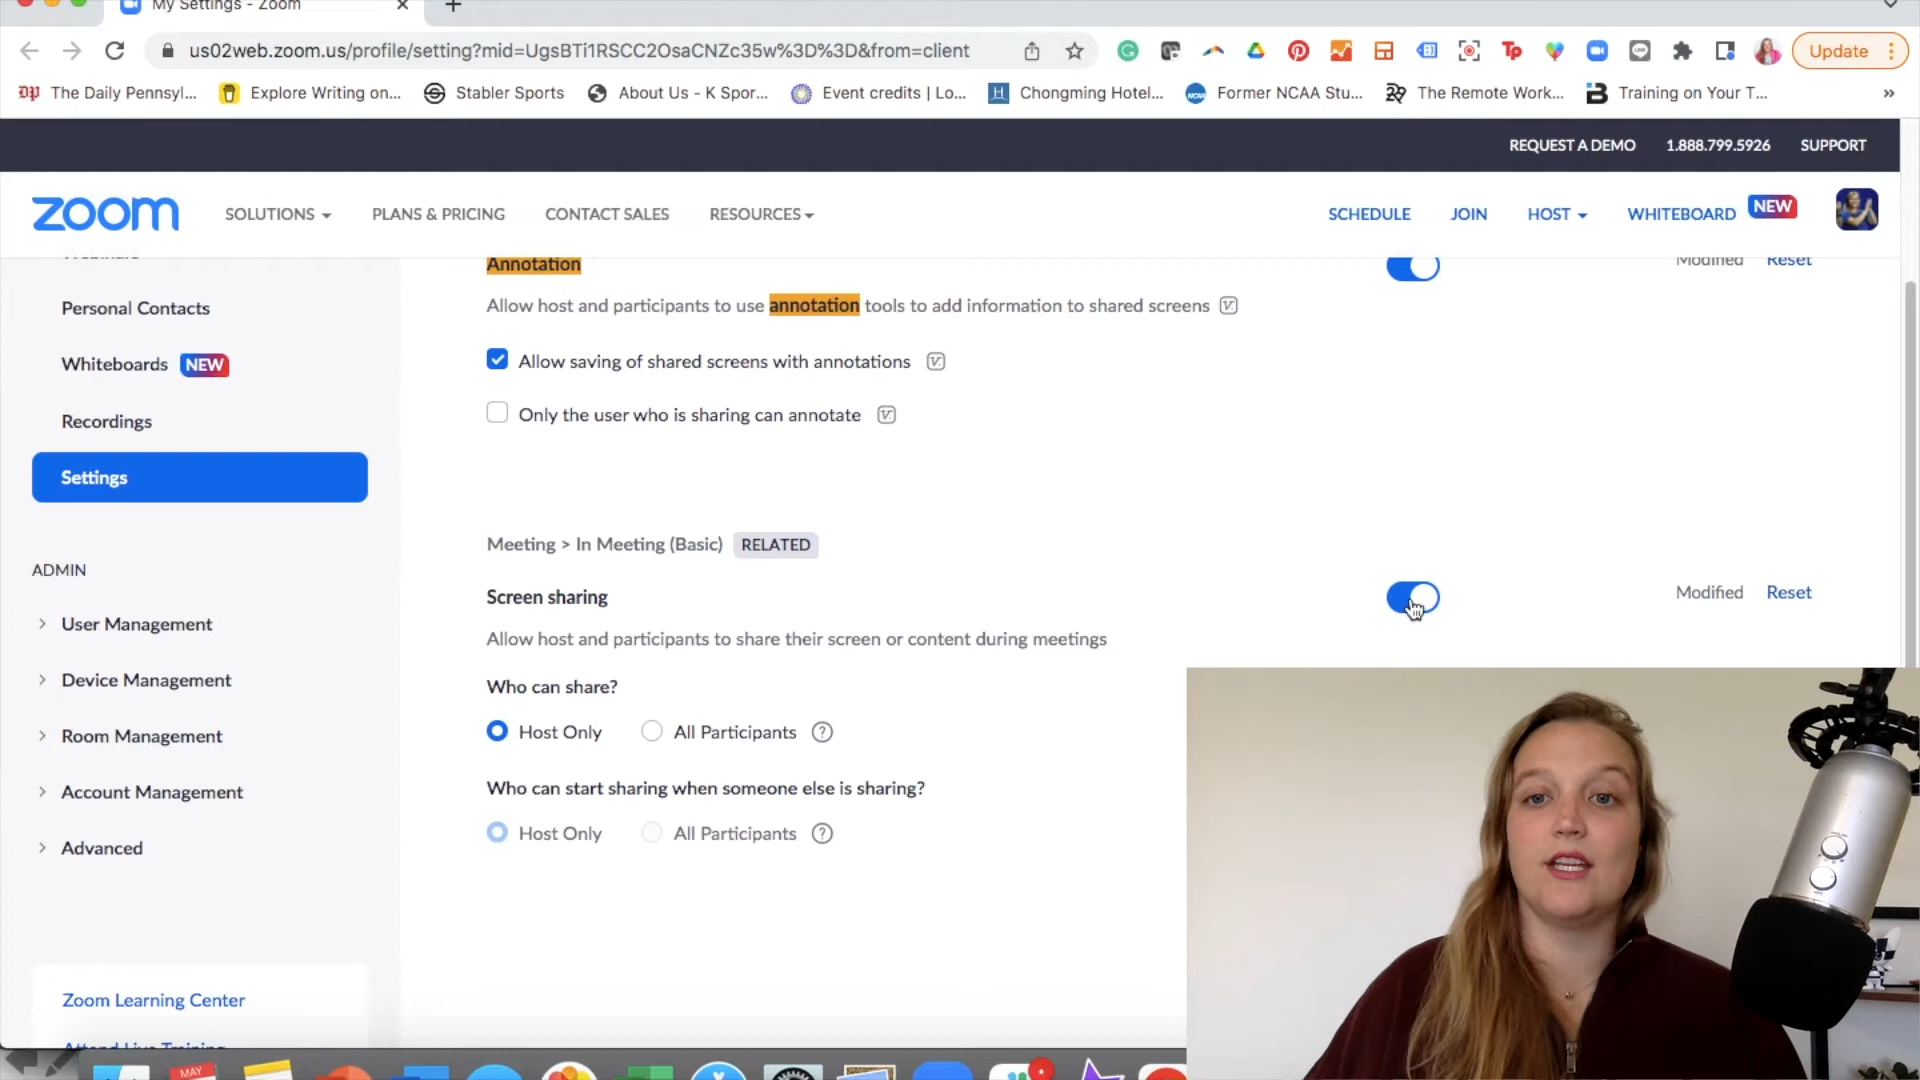 My Settings - Zoom
us02web.zoom.us/profile/setting?mid=UgsBTi1RSCC2OsaCNZc35w%3D%3D&from=client
Update
The Daily Pennsyl...
Explore Writing on...
Stabler Sports
About Us - K Spor...
Event credits | Lo...
Chongming Hotel...
Former NCAA Stu...
The Remote Work...
Training on Your T...
REQUEST A DEMO
1.888.799.5926
SUPPORT
zoom
SOLUTIONS
PLANS & PRICING
CONTACT SALES
RESOURCES
SCHEDULE
JOIN
HOST
WHITEBOARD
NEW
Personal Contacts
Whiteboards NEW
Recordings
Settings
ADMIN
User Management
Device Management
Room Management
Account Management
Advanced
Zoom Learning Center
Attend Live Training
Annotation
Modified
Reset
Allow host and participants to use annotation tools to add information to shared screens
Allow saving of shared screens with annotations
Only the user who is sharing can annotate
Meeting > In Meeting (Basic) RELATED
Screen sharing
Modified
Reset
Allow host and participants to share their screen or content during meetings
Who can share?
Host Only
All Participants
Who can start sharing when someone else is sharing?
Host Only
All Participants
MAY